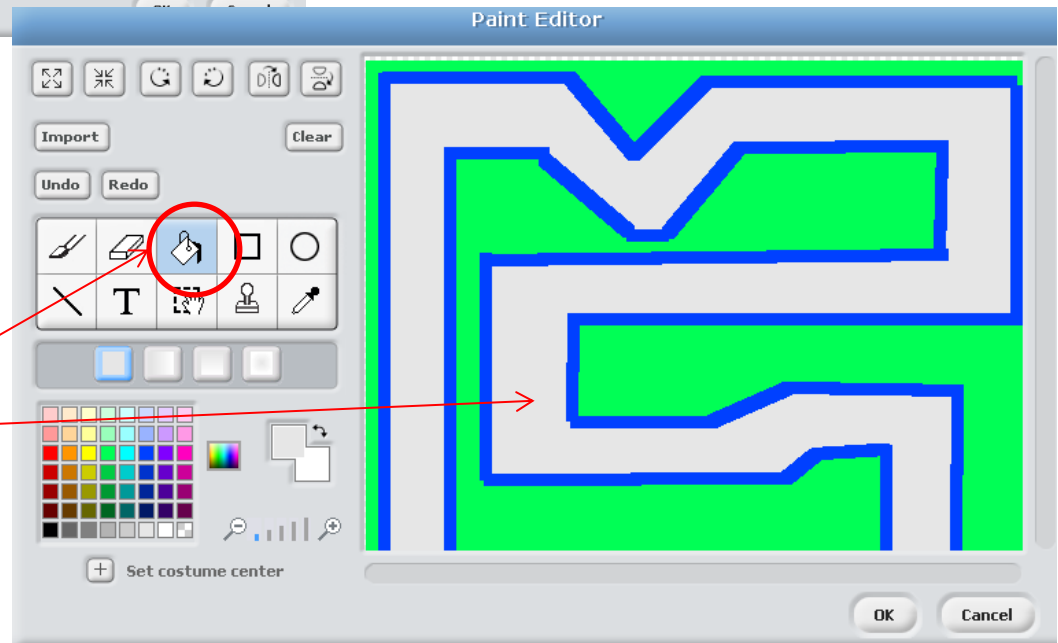 Paint Editor
Import
Clear
Undo
Redo
T
Set costume center
OK
Cancel